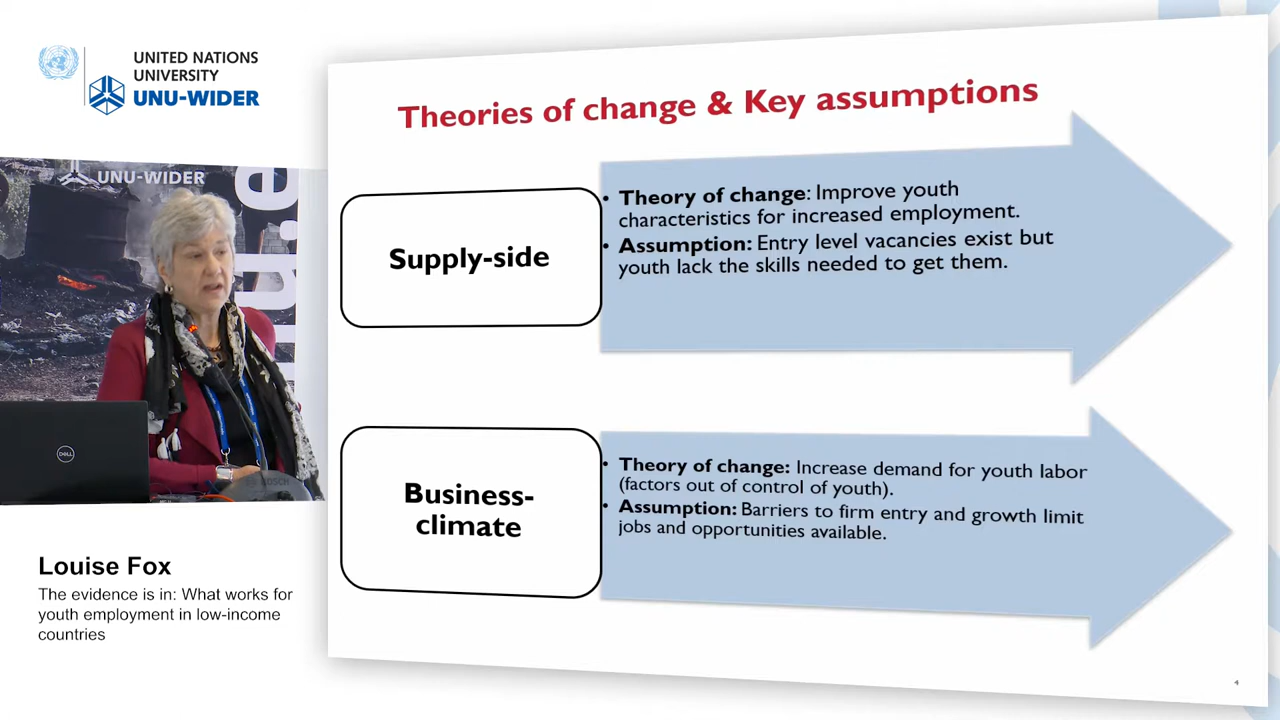 UNITED NATIONS
UNIVERSITY
UNU-WIDER
UNU-WIDER
DELL
BOSCH
Louise Fox
The evidence is in: What works for
youth employment in low-income
countries
Theories of change & Key assumptions
Supply-side
• Theory of change: Improve youth
characteristics for increased employment.
• Assumption: Entry level vacancies exist but
youth lack the skills needed to get them.
Business-
climate
• Theory of change: Increase demand for youth labor
(factors out of control of youth).
• Assumption: Barriers to firm entry and growth limit
jobs and opportunities available.
4